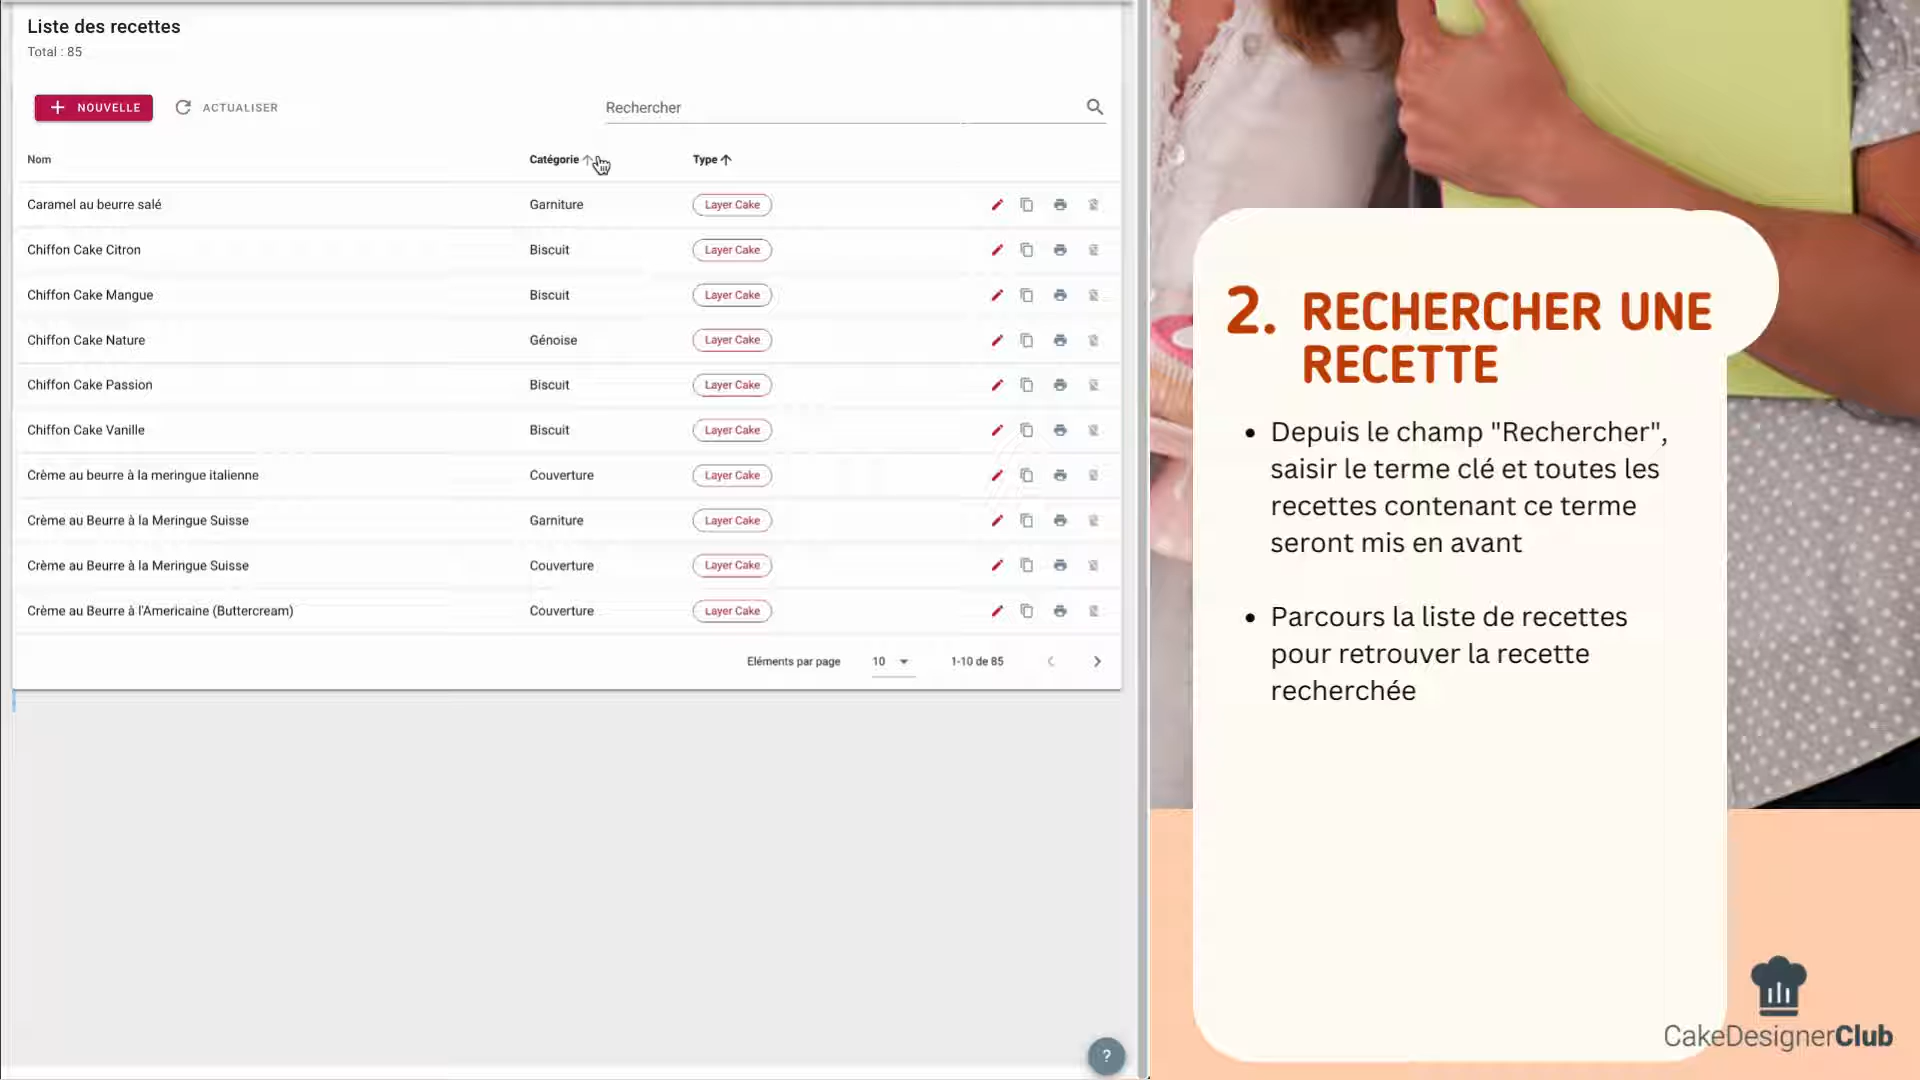 Liste des recettes
Total : 85
NOUVELLE
ACTUALISER
Rechercher
Nom
Catégorie
Type
Caramel au beurre salé
Garniture
Layer Cake
Chiffon Cake Citron
Biscuit
Layer Cake
Chiffon Cake Mangue
Biscuit
Layer Cake
Chiffon Cake Nature
Génoise
Layer Cake
Chiffon Cake Passion
Biscuit
Layer Cake
Chiffon Cake Vanille
Biscuit
Layer Cake
Crème au beurre à la meringue italienne
Couverture
Layer Cake
Crème au Beurre à la Meringue Suisse
Garniture
Layer Cake
Crème au Beurre à la Meringue Suisse
Couverture
Layer Cake
Crème au Beurre à l'Americaine (Buttercream)
Couverture
Layer Cake
Eléments par page
10
1-10 de 85
?
2. RECHERCHER UNE
RECETTE
• Depuis le champ "Rechercher",
saisir le terme clé et toutes les
recettes contenant ce terme
seront mis en avant
• Parcours la liste de recettes
pour retrouver la recette
recherchée
CakeDesignerClub